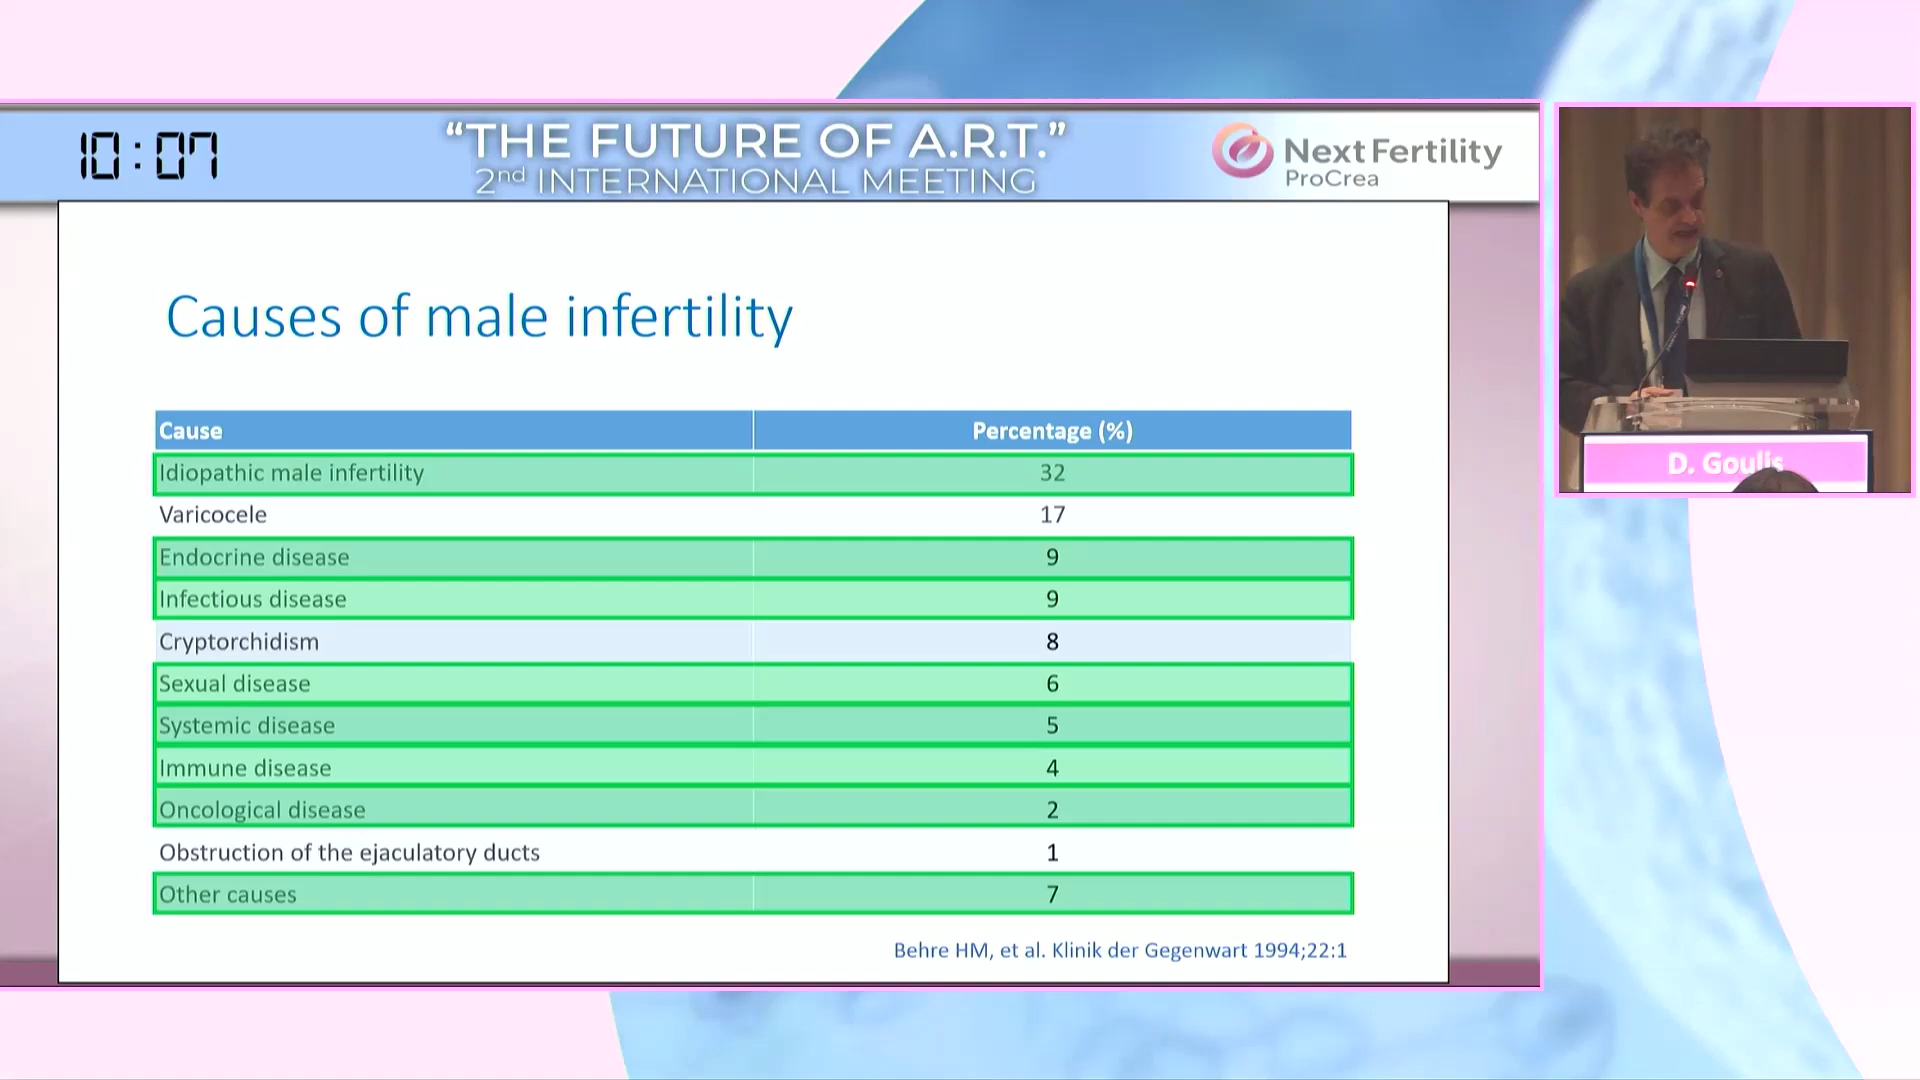 10:07
“THE FUTURE OF A.R.T.”
2nd INTERNATIONAL MEETING
Next Fertility
ProCrea
Causes of male infertility
Cause Percentage (%)
Idiopathic male infertility 32
Varicocele 17
Endocrine disease 9
Infectious disease 9
Cryptorchidism 8
Sexual disease 6
Systemic disease 5
Immune disease 4
Oncological disease 2
Obstruction of the ejaculatory ducts 1
Other causes 7
Behre HM, et al. Klinik der Gegenwart 1994;22:1
D. Goulis